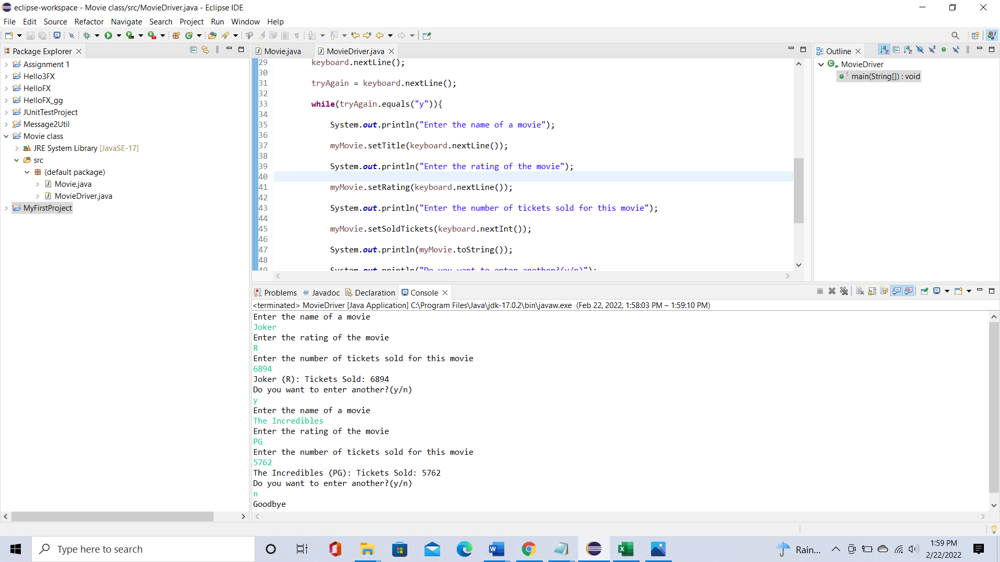 eclipse-workspace - Movie class/src/MovieDriver.java - Eclipse IDE
File Edit Source Refactor Navigate Search Project Run Window Help
Package Explorer
Assignment 1
Hello3FX
HelloFX
HelloFX_gg
JUnitTestProject
Message2Util
Movie class
JRE System Library [JavaSE-17]
src
(default package)
Movie.java
MovieDriver.java
MyFirstProject
Movie.java MovieDriver.java
29 keyboard.nextLine();
30
31 tryAgain = keyboard.nextLine();
32
33 while(tryAgain.equals("y")){
34
35 System.out.println("Enter the name of a movie");
36
37 myMovie.setTitle(keyboard.nextLine());
38
39 System.out.println("Enter the rating of the movie");
40
41 myMovie.setRating(keyboard.nextLine());
42
43 System.out.println("Enter the number of tickets sold for this movie");
44
45 myMovie.setSoldTickets(keyboard.nextInt());
46
47 System.out.println(myMovie.toString());
48
49 System.out.println("Do you want to enter another?(y/n)");
Outline
MovieDriver
main(String[]) : void
Problems Javadoc Declaration Console
<terminated> MovieDriver [Java Application] C:\Program Files\Java\jdk-17.0.2\bin\javaw.exe (Feb 22, 2022, 1:58:03 PM – 1:59:10 PM)
Enter the name of a movie
Joker
Enter the rating of the movie
R
Enter the number of tickets sold for this movie
6894
Joker (R): Tickets Sold: 6894
Do you want to enter another?(y/n)
y
Enter the name of a movie
The Incredibles
Enter the rating of the movie
PG
Enter the number of tickets sold for this movie
5762
The Incredibles (PG): Tickets Sold: 5762
Do you want to enter another?(y/n)
n
Goodbye
Type here to search
Rain...
1:59 PM
2/22/2022